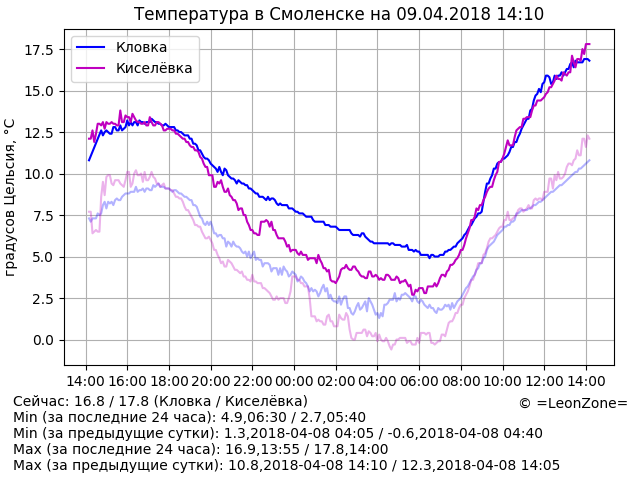 Температура в Смоленске на 09.04.2018 14:10
Кловка
Киселёвка
градусов Цельсия, °C
17.5
15.0
12.5
10.0
7.5
5.0
2.5
0.0
14:00 16:00 18:00 20:00 22:00 00:00 02:00 04:00 06:00 08:00 10:00 12:00 14:00
Сейчас: 16.8 / 17.8 (Кловка / Киселёвка)
© =LeonZone=
Min (за последние 24 часа): 4.9,06:30 / 2.7,05:40
Min (за предыдущие сутки): 1.3,2018-04-08 04:05 / -0.6,2018-04-08 04:40
Max (за последние 24 часа): 16.9,13:55 / 17.8,14:00
Max (за предыдущие сутки): 10.8,2018-04-08 14:10 / 12.3,2018-04-08 14:05